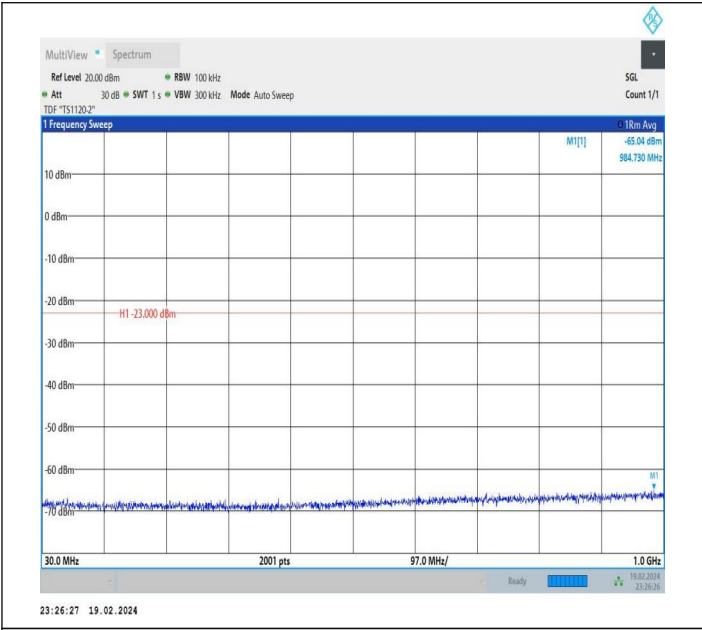 MultiView Spectrum
Ref Level 20.00 dBm RBW 100 kHz SGL
Att 30 dB SWT 1 s VBW 300 kHz Mode Auto Sweep Count 1/1
TDF "TS1120-2"
1 Frequency Sweep 1Rm Avg
M1[1] -65.04 dBm
984.730 MHz
10 dBm
0 dBm
-10 dBm
-20 dBm
H1 -23.000 dBm
-30 dBm
-40 dBm
-50 dBm
-60 dBm
M1
-70 dBm
30.0 MHz 2001 pts 97.0 MHz/ 1.0 GHz
Ready 19.02.2024
23:26:26
23:26:27 19.02.2024